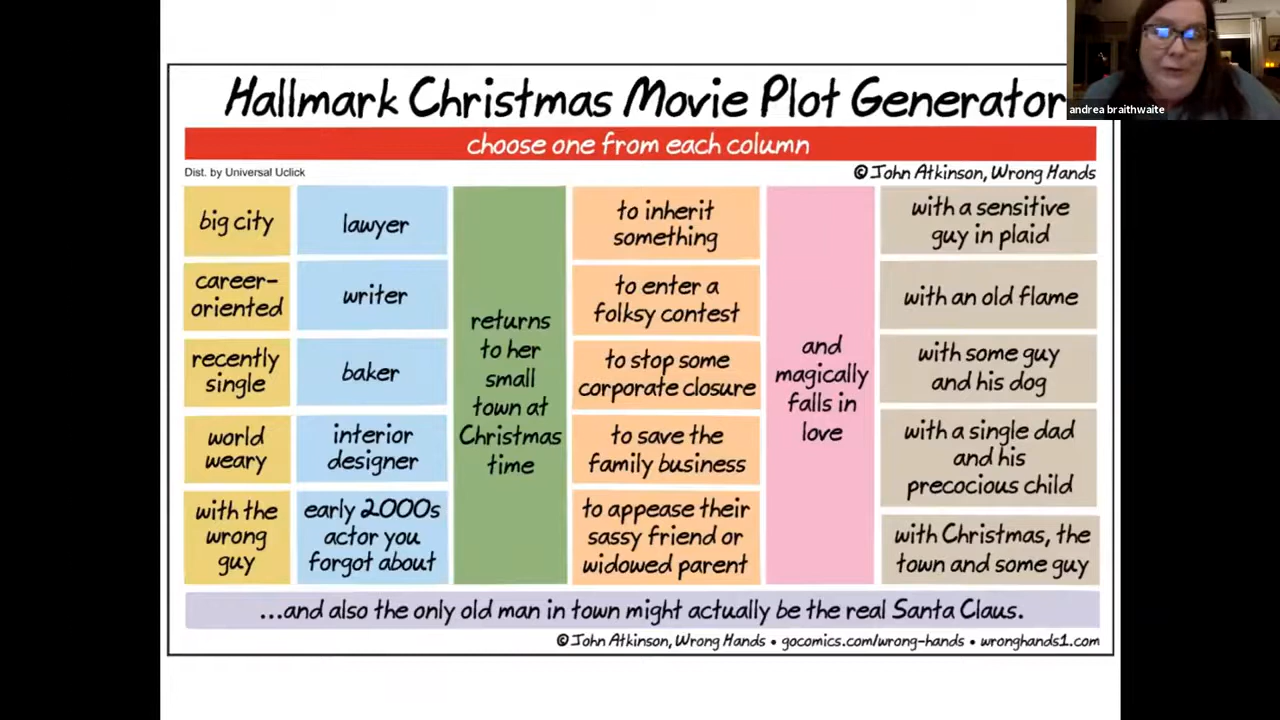 Hallmark Christmas Movie Plot Generator
andrea braithwaite
choose one from each column
Dist. by Universal Uclick
© John Atkinson, Wrong Hands
big city
career-
oriented
recently
single
world
weary
with the
wrong
guy
lawyer
writer
baker
interior
designer
early 2000s
actor you
forgot about
returns
to her
small
town at
Christmas
time
to inherit
something
to enter a
folksy contest
to stop some
corporate closure
to save the
family business
to appease their
sassy friend or
widowed parent
and
magically
falls in
love
with a sensitive
guy in plaid
with an old flame
with some guy
and his dog
with a single dad
and his
precocious child
with Christmas, the
town and some guy
...and also the only old man in town might actually be the real Santa Claus.
© John Atkinson, Wrong Hands • gocomics.com/wrong-hands • wronghands1.com